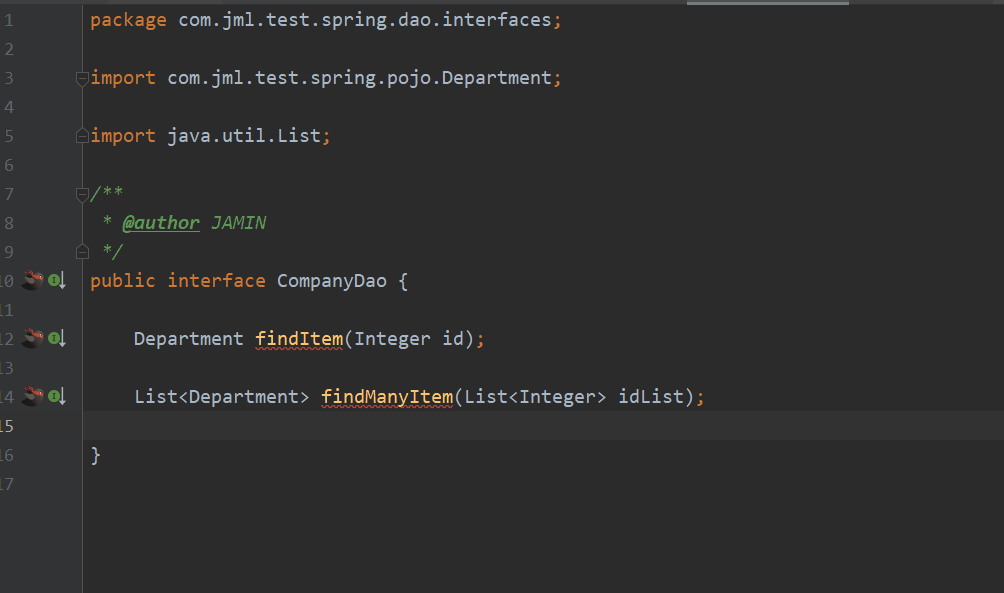 1 package com.jml.test.spring.dao.interfaces;
2
3 import com.jml.test.spring.pojo.Department;
4
5 import java.util.List;
6
7 /**
8 * @author JAMIN
9 */
10 public interface CompanyDao {
11
12 Department findItem(Integer id);
13
14 List<Department> findManyItem(List<Integer> idList);
15
16 }
17